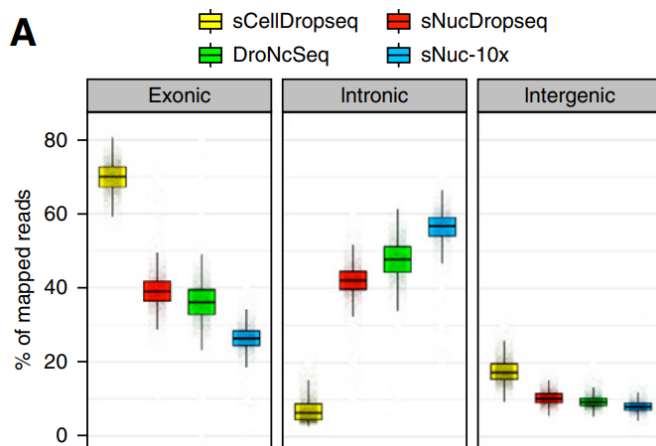 A
sCellDropseq sNucDropseq
DroNcSeq sNuc-10x
Exonic Intronic Intergenic
% of mapped reads
80
60
40
20
0